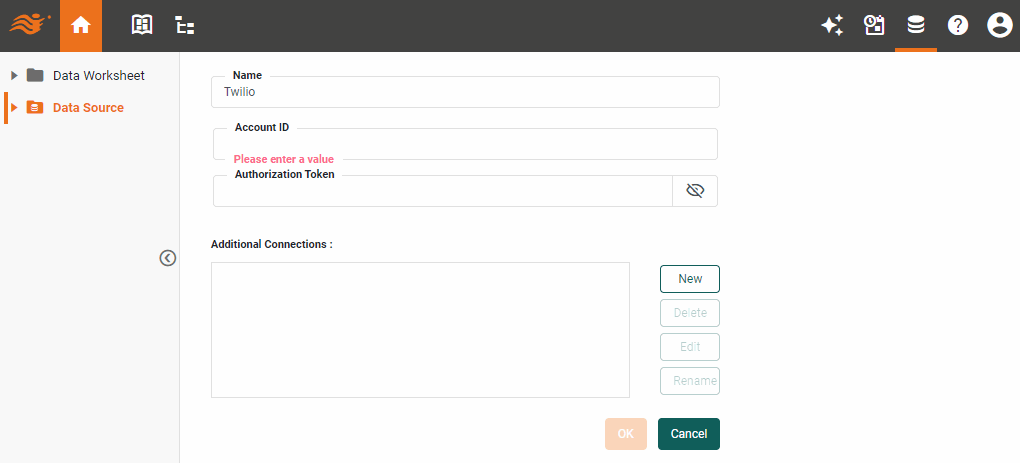 Data Worksheet
Data Source
Name
Twilio
Account ID
Please enter a value
Authorization Token
Additional Connections :
New
Delete
Edit
Rename
OK
Cancel